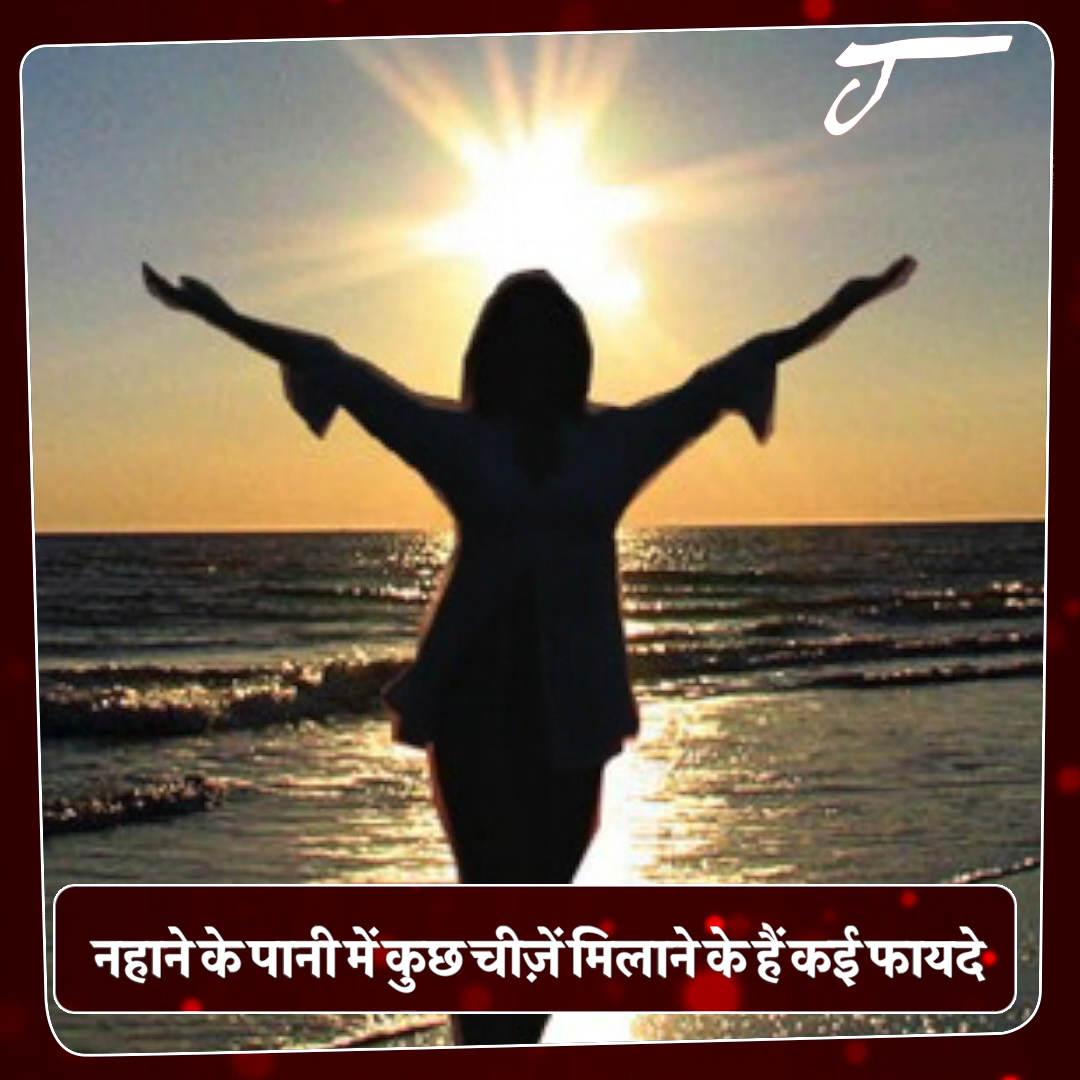 नहाने के पानी में कुछ चीज़ें मिलाने के हैं कई फायदे